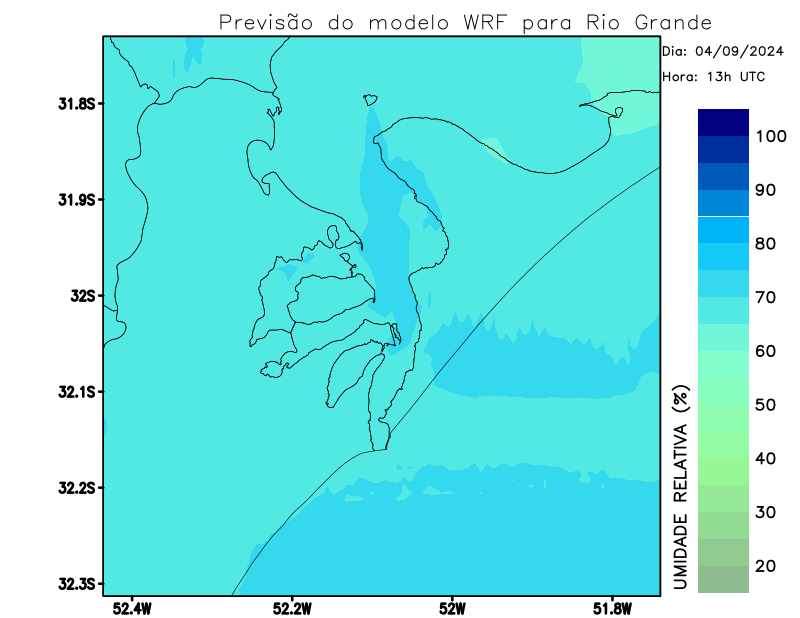 Previsão do modelo WRF para Rio Grande
Dia: 04/09/2024
Hora: 13h UTC
31.8S
31.9S
32S
32.1S
32.2S
32.3S
52.4W
52.2W
52W
51.8W
100
90
80
70
60
50
40
30
20
UMIDADE RELATIVA (%)